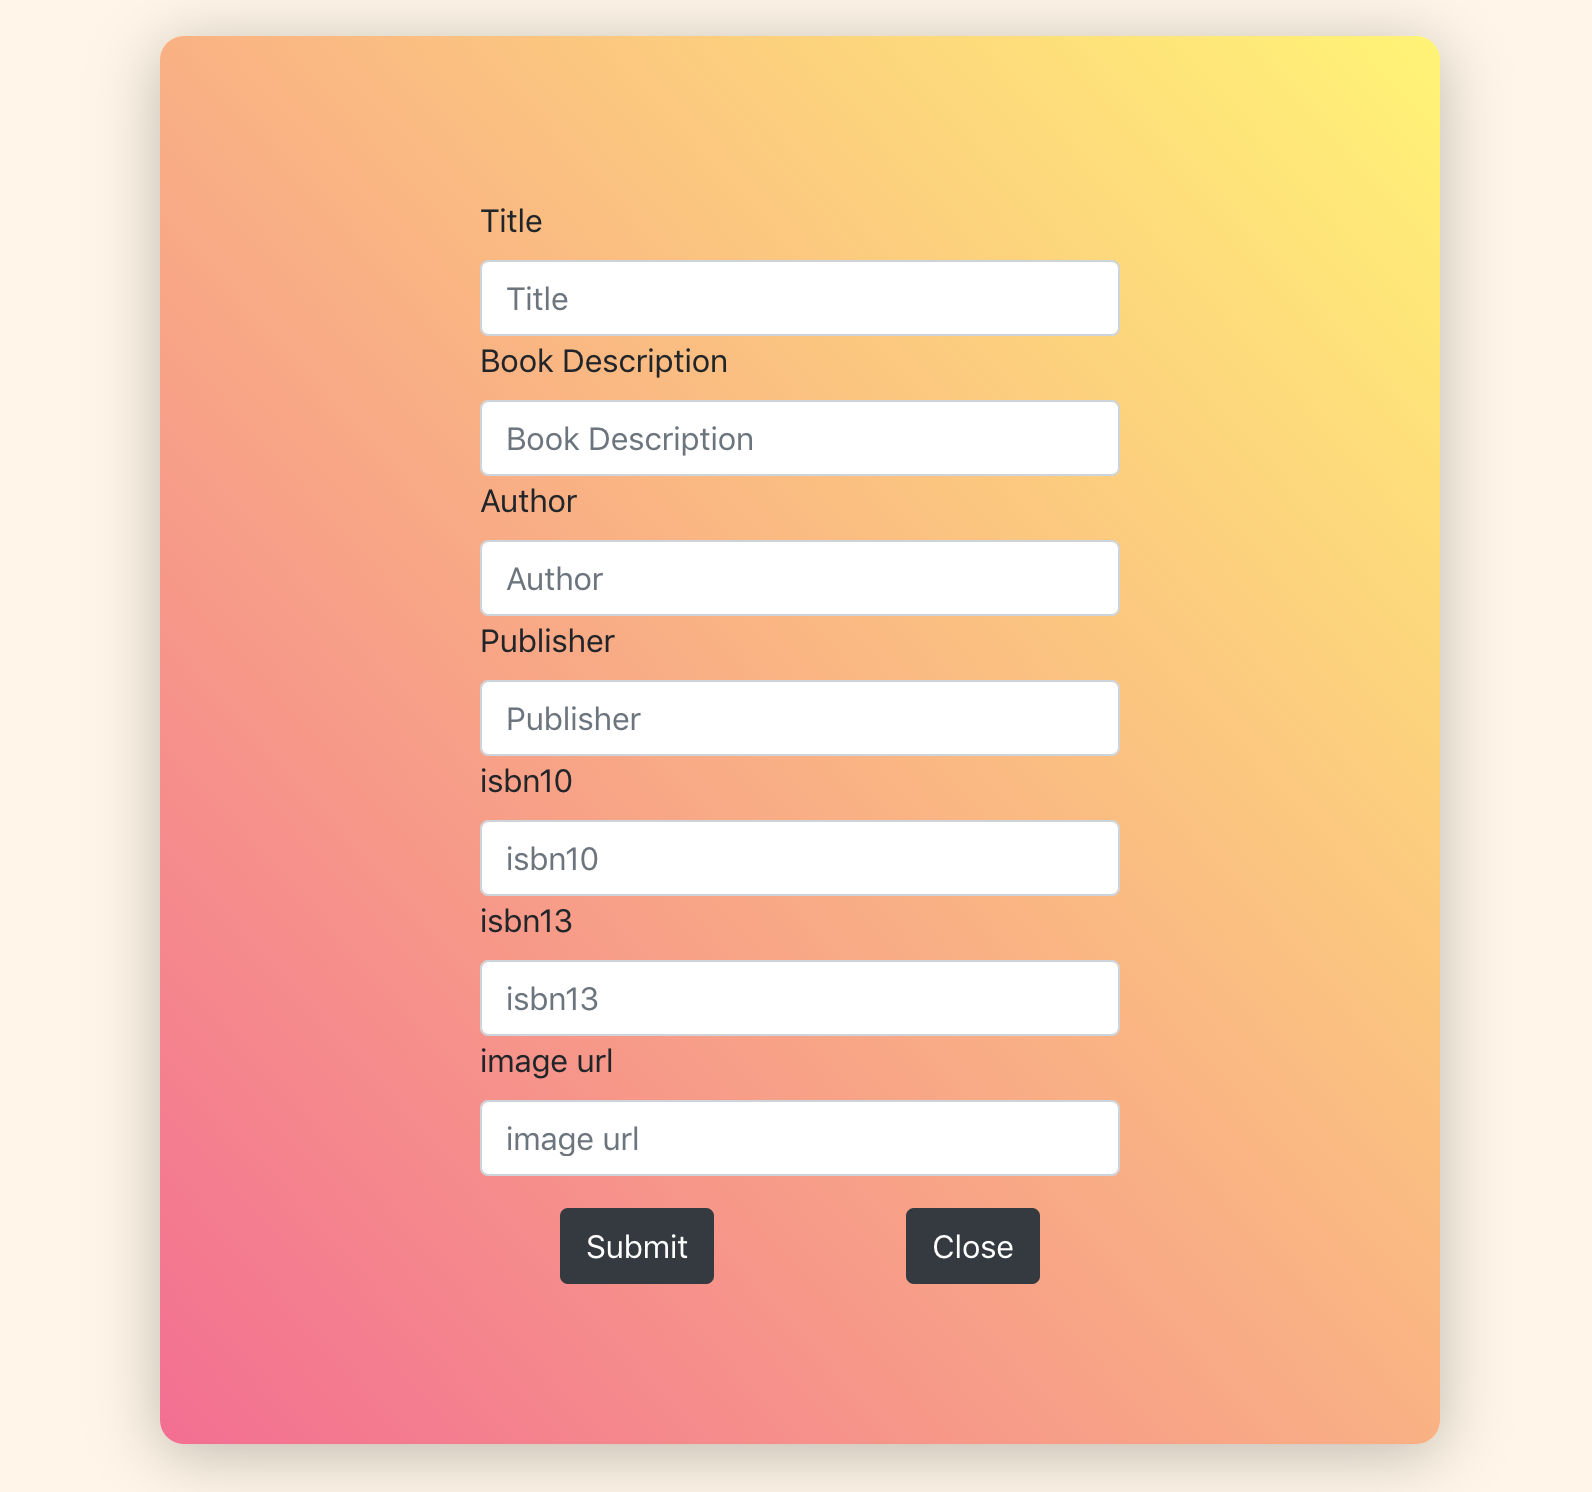 Title
Title
Book Description
Book Description
Author
Author
Publisher
Publisher
isbn10
isbn10
isbn13
isbn13
image url
image url
Submit Close